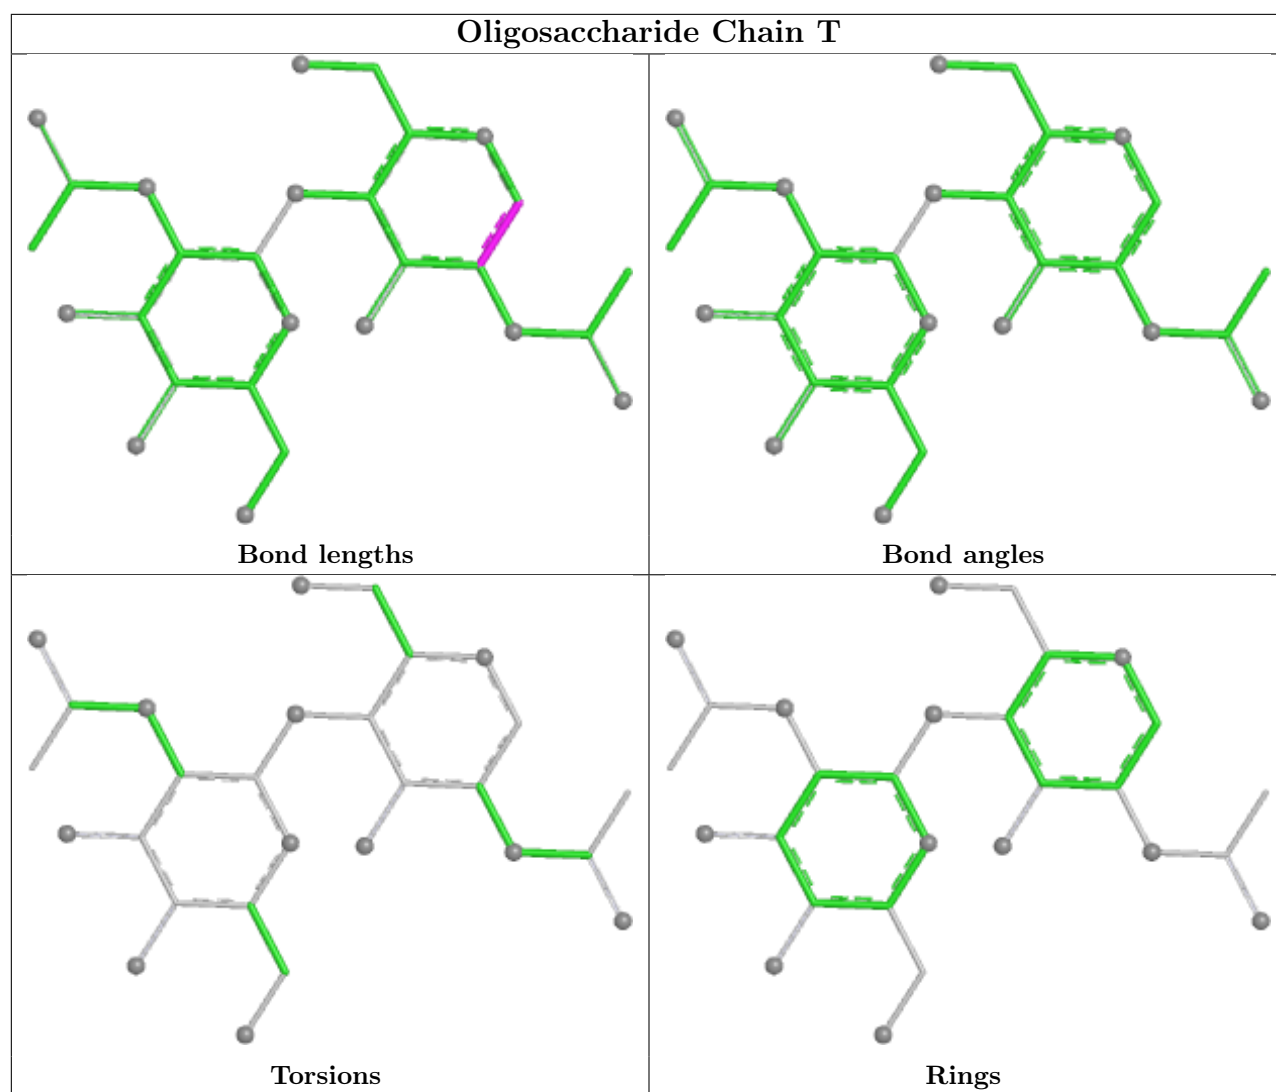 Oligosaccharide Chain T
Bond lengths
Bond angles
Torsions
Rings